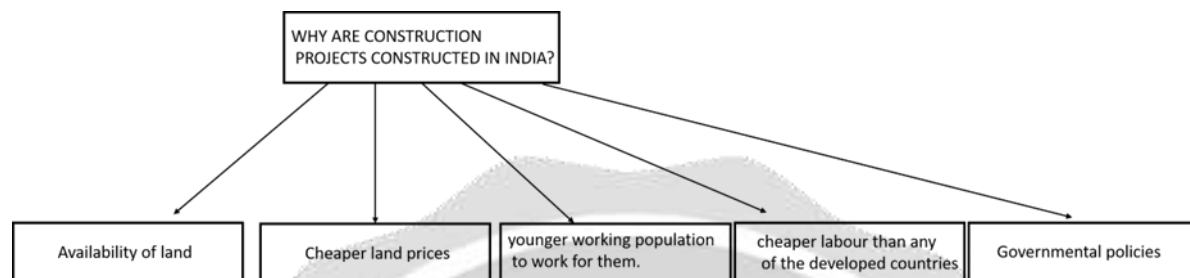 WHY ARE CONSTRUCTION
PROJECTS CONSTRUCTED IN INDIA?
Availability of land
Cheaper land prices
younger working population
to work for them.
cheaper labour than any
of the developed countries
Governmental policies